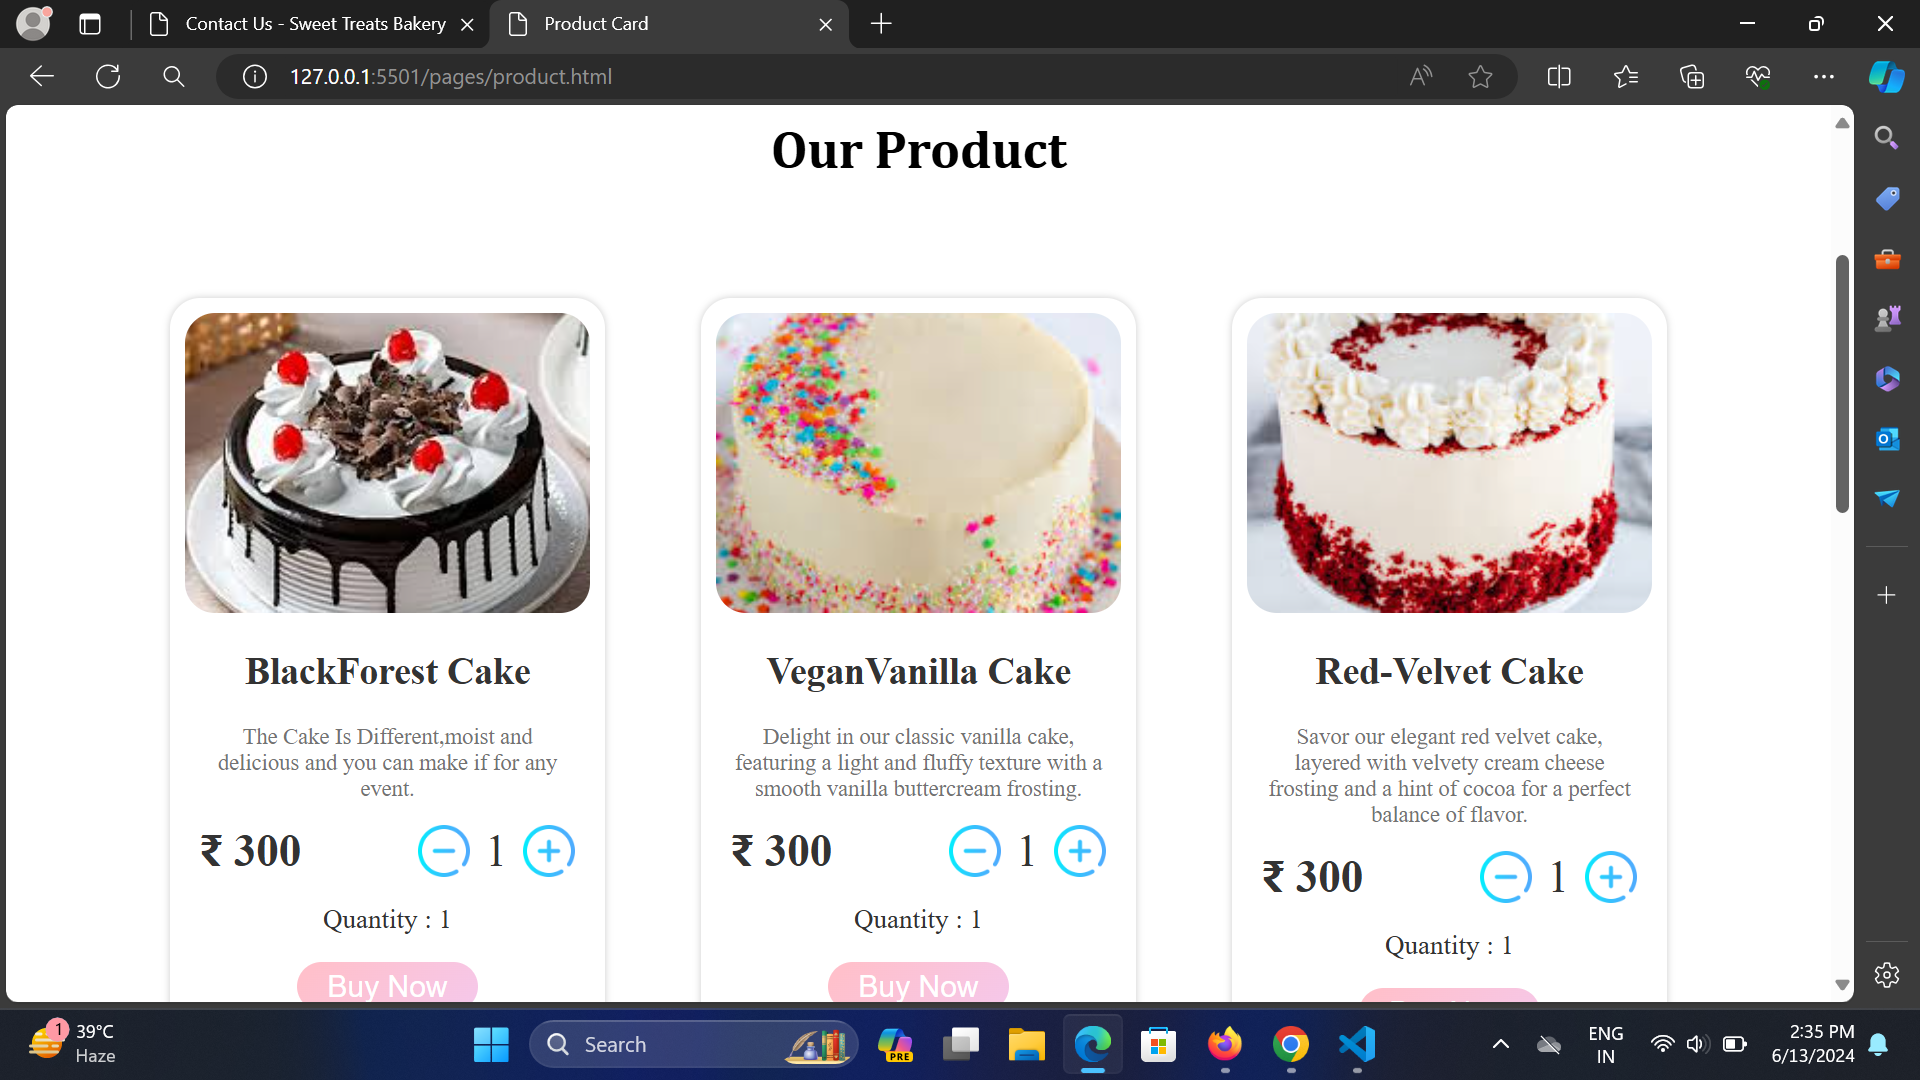 Contact Us - Sweet Treats Bakery
Product Card
127.0.0.1:5501/pages/product.html
Our Product
BlackForest Cake
The Cake Is Different,moist and
delicious and you can make if for any
event.
₹ 300
1
Quantity : 1
Buy Now
VeganVanilla Cake
Delight in our classic vanilla cake,
featuring a light and fluffy texture with a
smooth vanilla buttercream frosting.
₹ 300
1
Quantity : 1
Buy Now
Red-Velvet Cake
Savor our elegant red velvet cake,
layered with velvety cream cheese
frosting and a hint of cocoa for a perfect
balance of flavor.
₹ 300
1
Quantity : 1
1
39°C
Haze
Search
PRE
ENG
IN
2:35 PM
6/13/2024